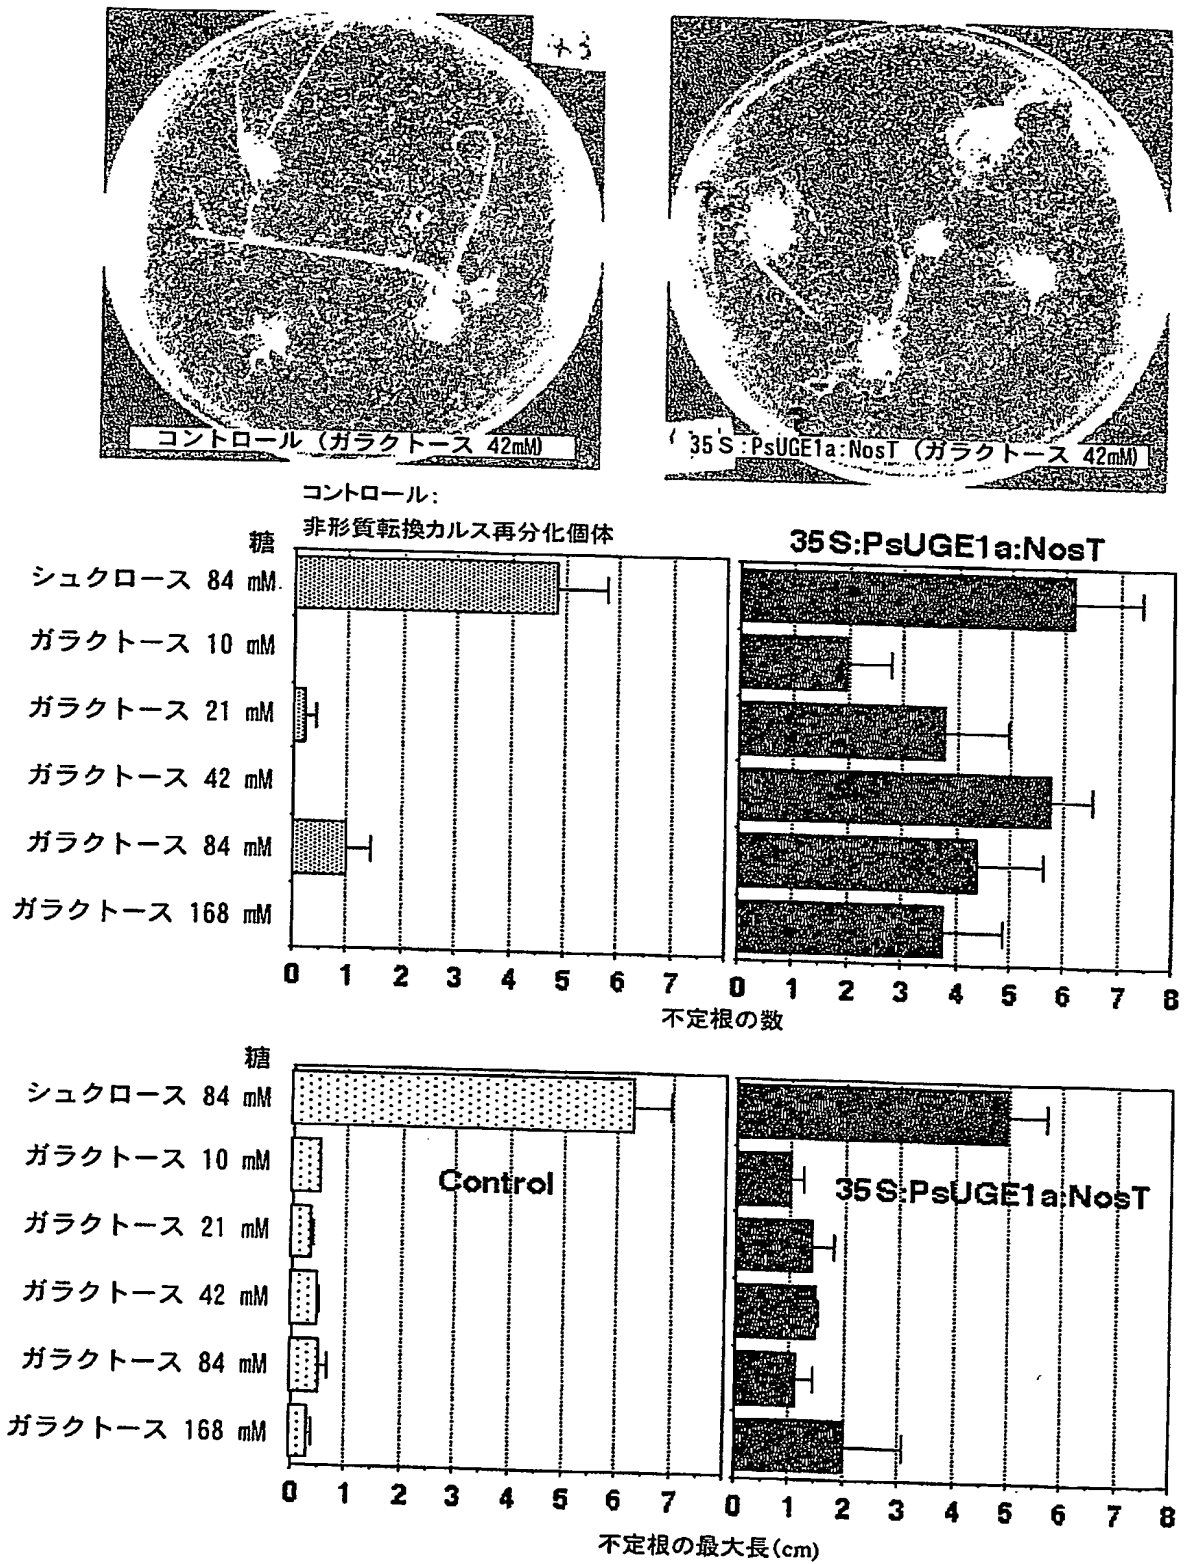 コントロール (ガラクトース 42mM)
35S:PsUGE1a:NosT (ガラクトース 42mM)
コントロール:
非形質転換カルス再分化個体
35S:PsUGE1a:NosT
糖
シュクロース 84 mM
ガラクトース 10 mM
ガラクトース 21 mM
ガラクトース 42 mM
ガラクトース 84 mM
ガラクトース 168 mM
0 1 2 3 4 5 6 7
0 1 2 3 4 5 6 7 8
不定根の数
糖
シュクロース 84 mM
ガラクトース 10 mM
ガラクトース 21 mM
ガラクトース 42 mM
ガラクトース 84 mM
ガラクトース 168 mM
Control
35S:PsUGE1a:NosT
0 1 2 3 4 5 6 7
0 1 2 3 4 5 6 7 8
不定根の最大長(cm)